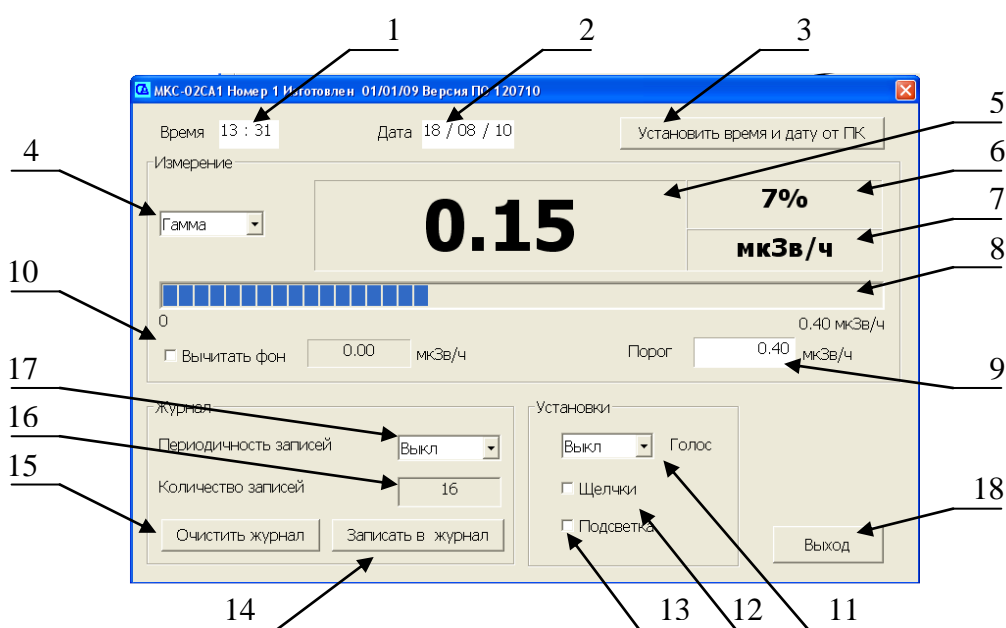 1 2 3
МКС-02СА1 Номер 1 Изготовлен 01/01/09 Версия ПО 120710
5
Время 13 : 31 Дата 18 / 08 / 10 Установить время и дату от ПК
4
Измерение
6
7%
Гамма
0.15
7
мкЗв/ч
8
10
0 0.40 мкЗв/ч
Вычитать фон 0.00 мкЗв/ч Порог 0.40 мкЗв/ч
17 9
Журнал Установки
16
Периодичность записей Выкл Выкл Голос
15
Количество записей 16 Щелчки
18
Очистить журнал Записать в журнал Подсветка
Выход
14 13 12 11